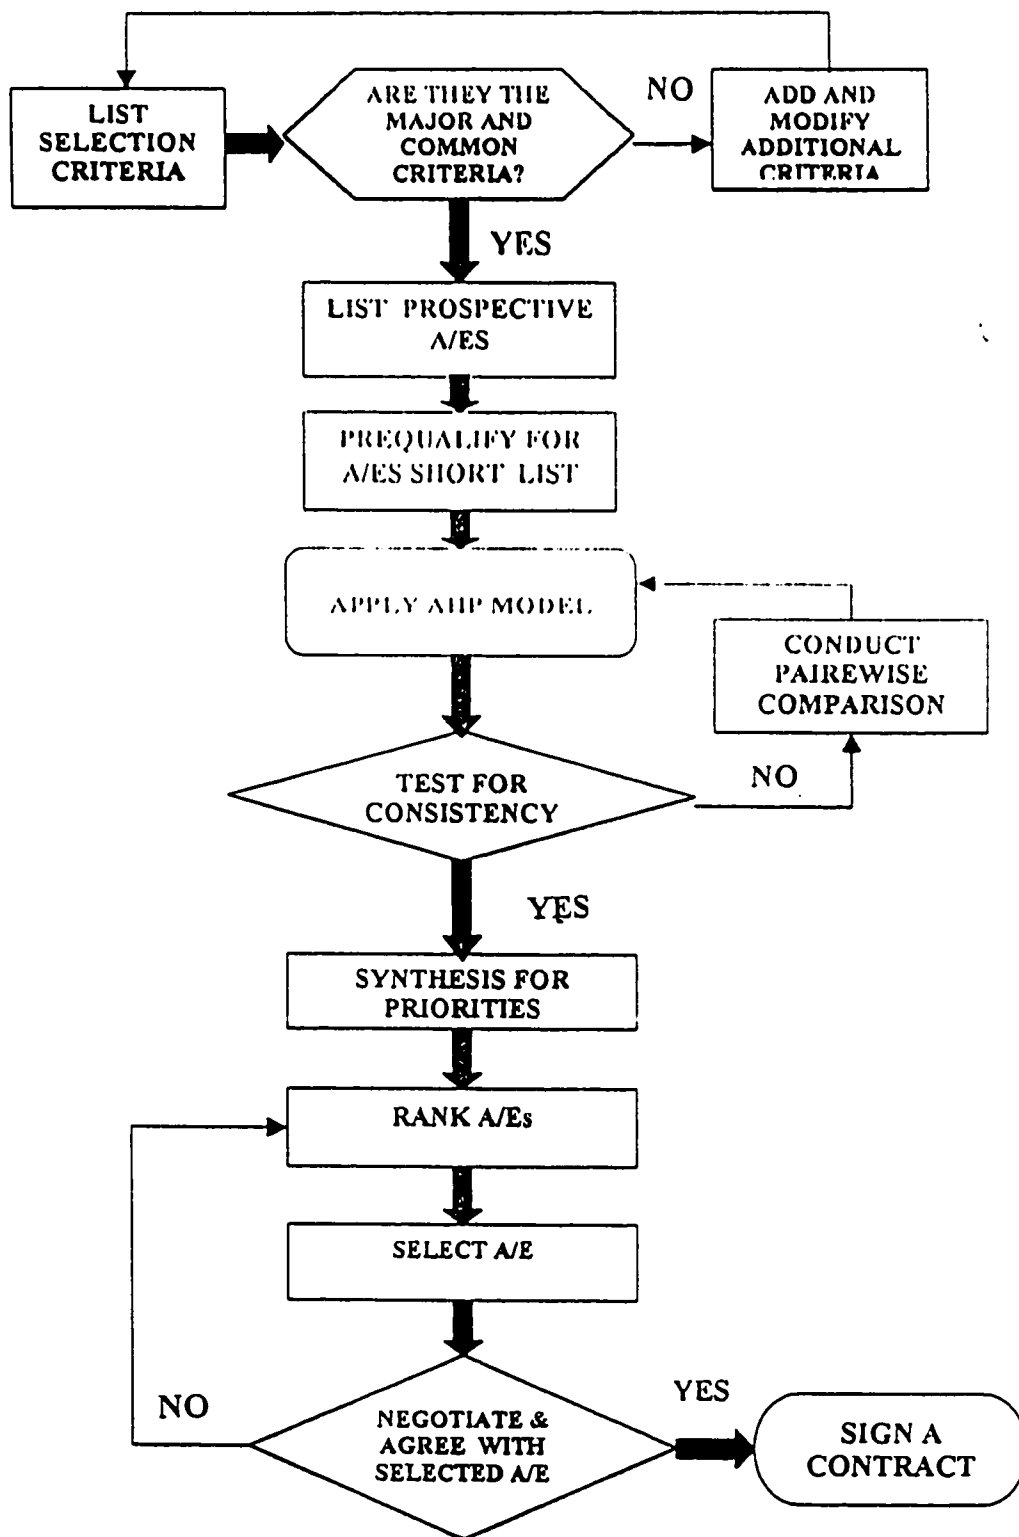 LIST
SELECTION
CRITERIA
ARE THEY THE
MAJOR AND
COMMON
CRITERIA?
NO
ADD AND
MODIFY
ADDITIONAL
CRITERIA
YES
LIST PROSPECTIVE
A/ES
PREQUALIFY FOR
A/ES SHORT LIST
APPLY AHP MODEL
CONDUCT
PAIREWISE
COMPARISON
TEST FOR
CONSISTENCY
NO
YES
SYNTHESIS FOR
PRIORITIES
RANK A/Es
SELECT A/E
NO
NEGOTIATE &
AGREE WITH
SELECTED A/E
YES
SIGN A
CONTRACT